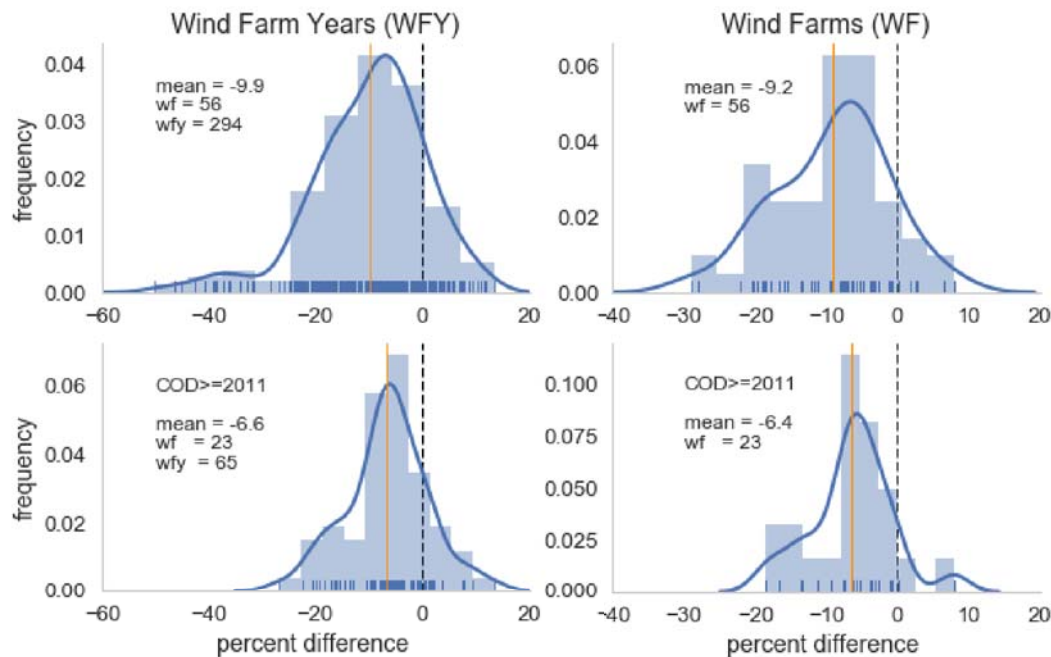 Wind Farm Years (WFY)
Wind Farms (WF)
frequency
0.04
0.03
0.02
0.01
0.00
mean = -9.9
wf = 56
wfy = 294
−60
−40
−20
0
20
0.06
0.04
0.02
0.00
mean = -9.2
wf = 56
−40
−30
−20
−10
0
10
20
frequency
0.06
0.04
0.02
0.00
COD>=2011
mean = -6.6
wf = 23
wfy = 65
−60
−40
−20
0
20
percent difference
0.100
0.075
0.050
0.025
0.000
COD>=2011
mean = -6.4
wf = 23
−40
−30
−20
−10
0
10
20
percent difference